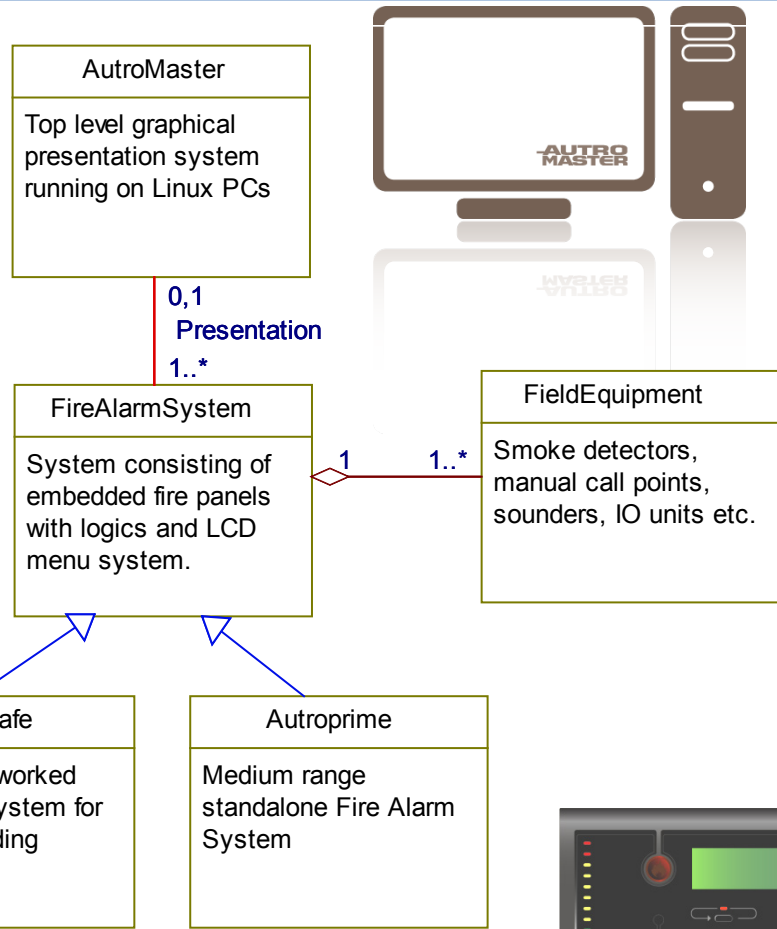 AutroMaster
Top level graphical
presentation system
running on Linux PCs
AUTRO
MASTER
0,1
Presentation
1..*
FireAlarmSystem
System consisting of
embedded fire panels
with logics and LCD
menu system.
1
1..*
FieldEquipment
Smoke detectors,
manual call points,
sounders, IO units etc.
afe
worked
ystem for
ding
Autroprime
Medium range
standalone Fire Alarm
System